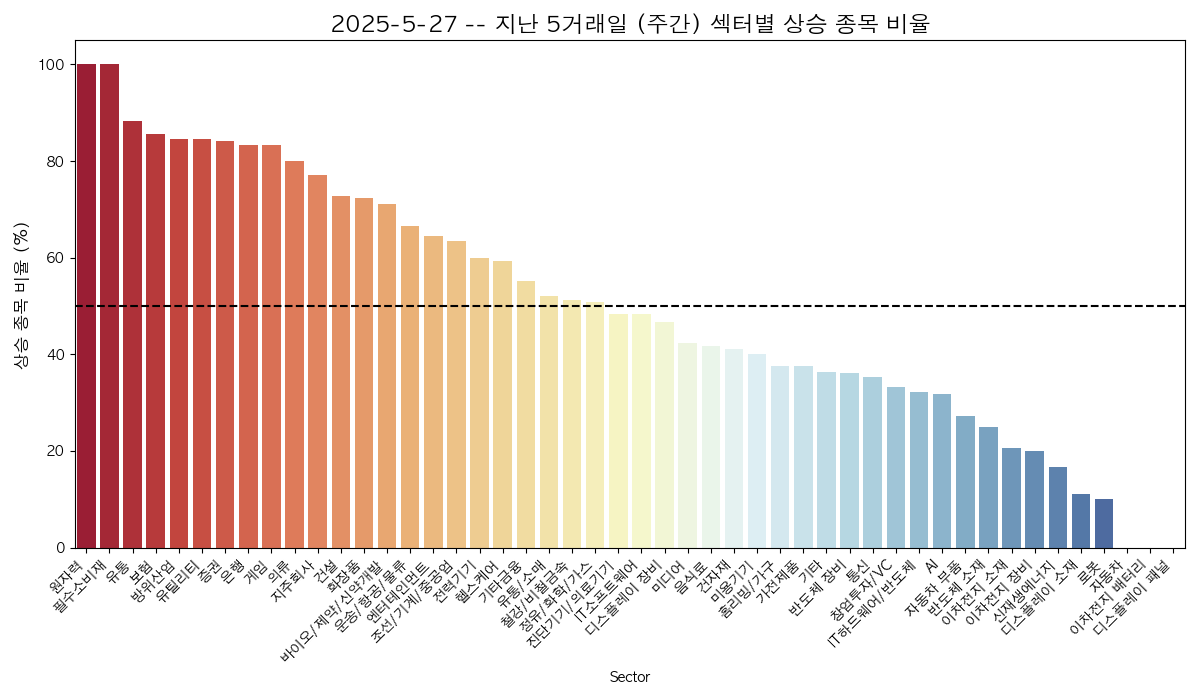 2025-5-27 -- 지난 5거래일 (주간) 섹터별 상승 종목 비율
상승 종목 비율 (%)
100
80
60
40
20
0
원자력
필수소비재
유통
보험
방위산업
유틸리티
증권
은행
게임
의류
지주회사
건설
화장품
바이오/제약/신약개발
운송/항공/물류
엔터테인먼트
조선/기계/중공업
전력기기
헬스케어
기타금융
유통/소매
철강/비철금속
정유/화학/가스
진단기기/의료기기
IT소프트웨어
디스플레이 장비
미디어
음식료
건자재
미용기기
홈리빙/가구
가전제품
기타
반도체 장비
통신
창업투자/VC
IT하드웨어/반도체
AI
자동차 부품
반도체 소재
이차전지 소재
이차전지 장비
신재생에너지
디스플레이 소재
로봇
자동차
이차전지 배터리
디스플레이 패널
Sector